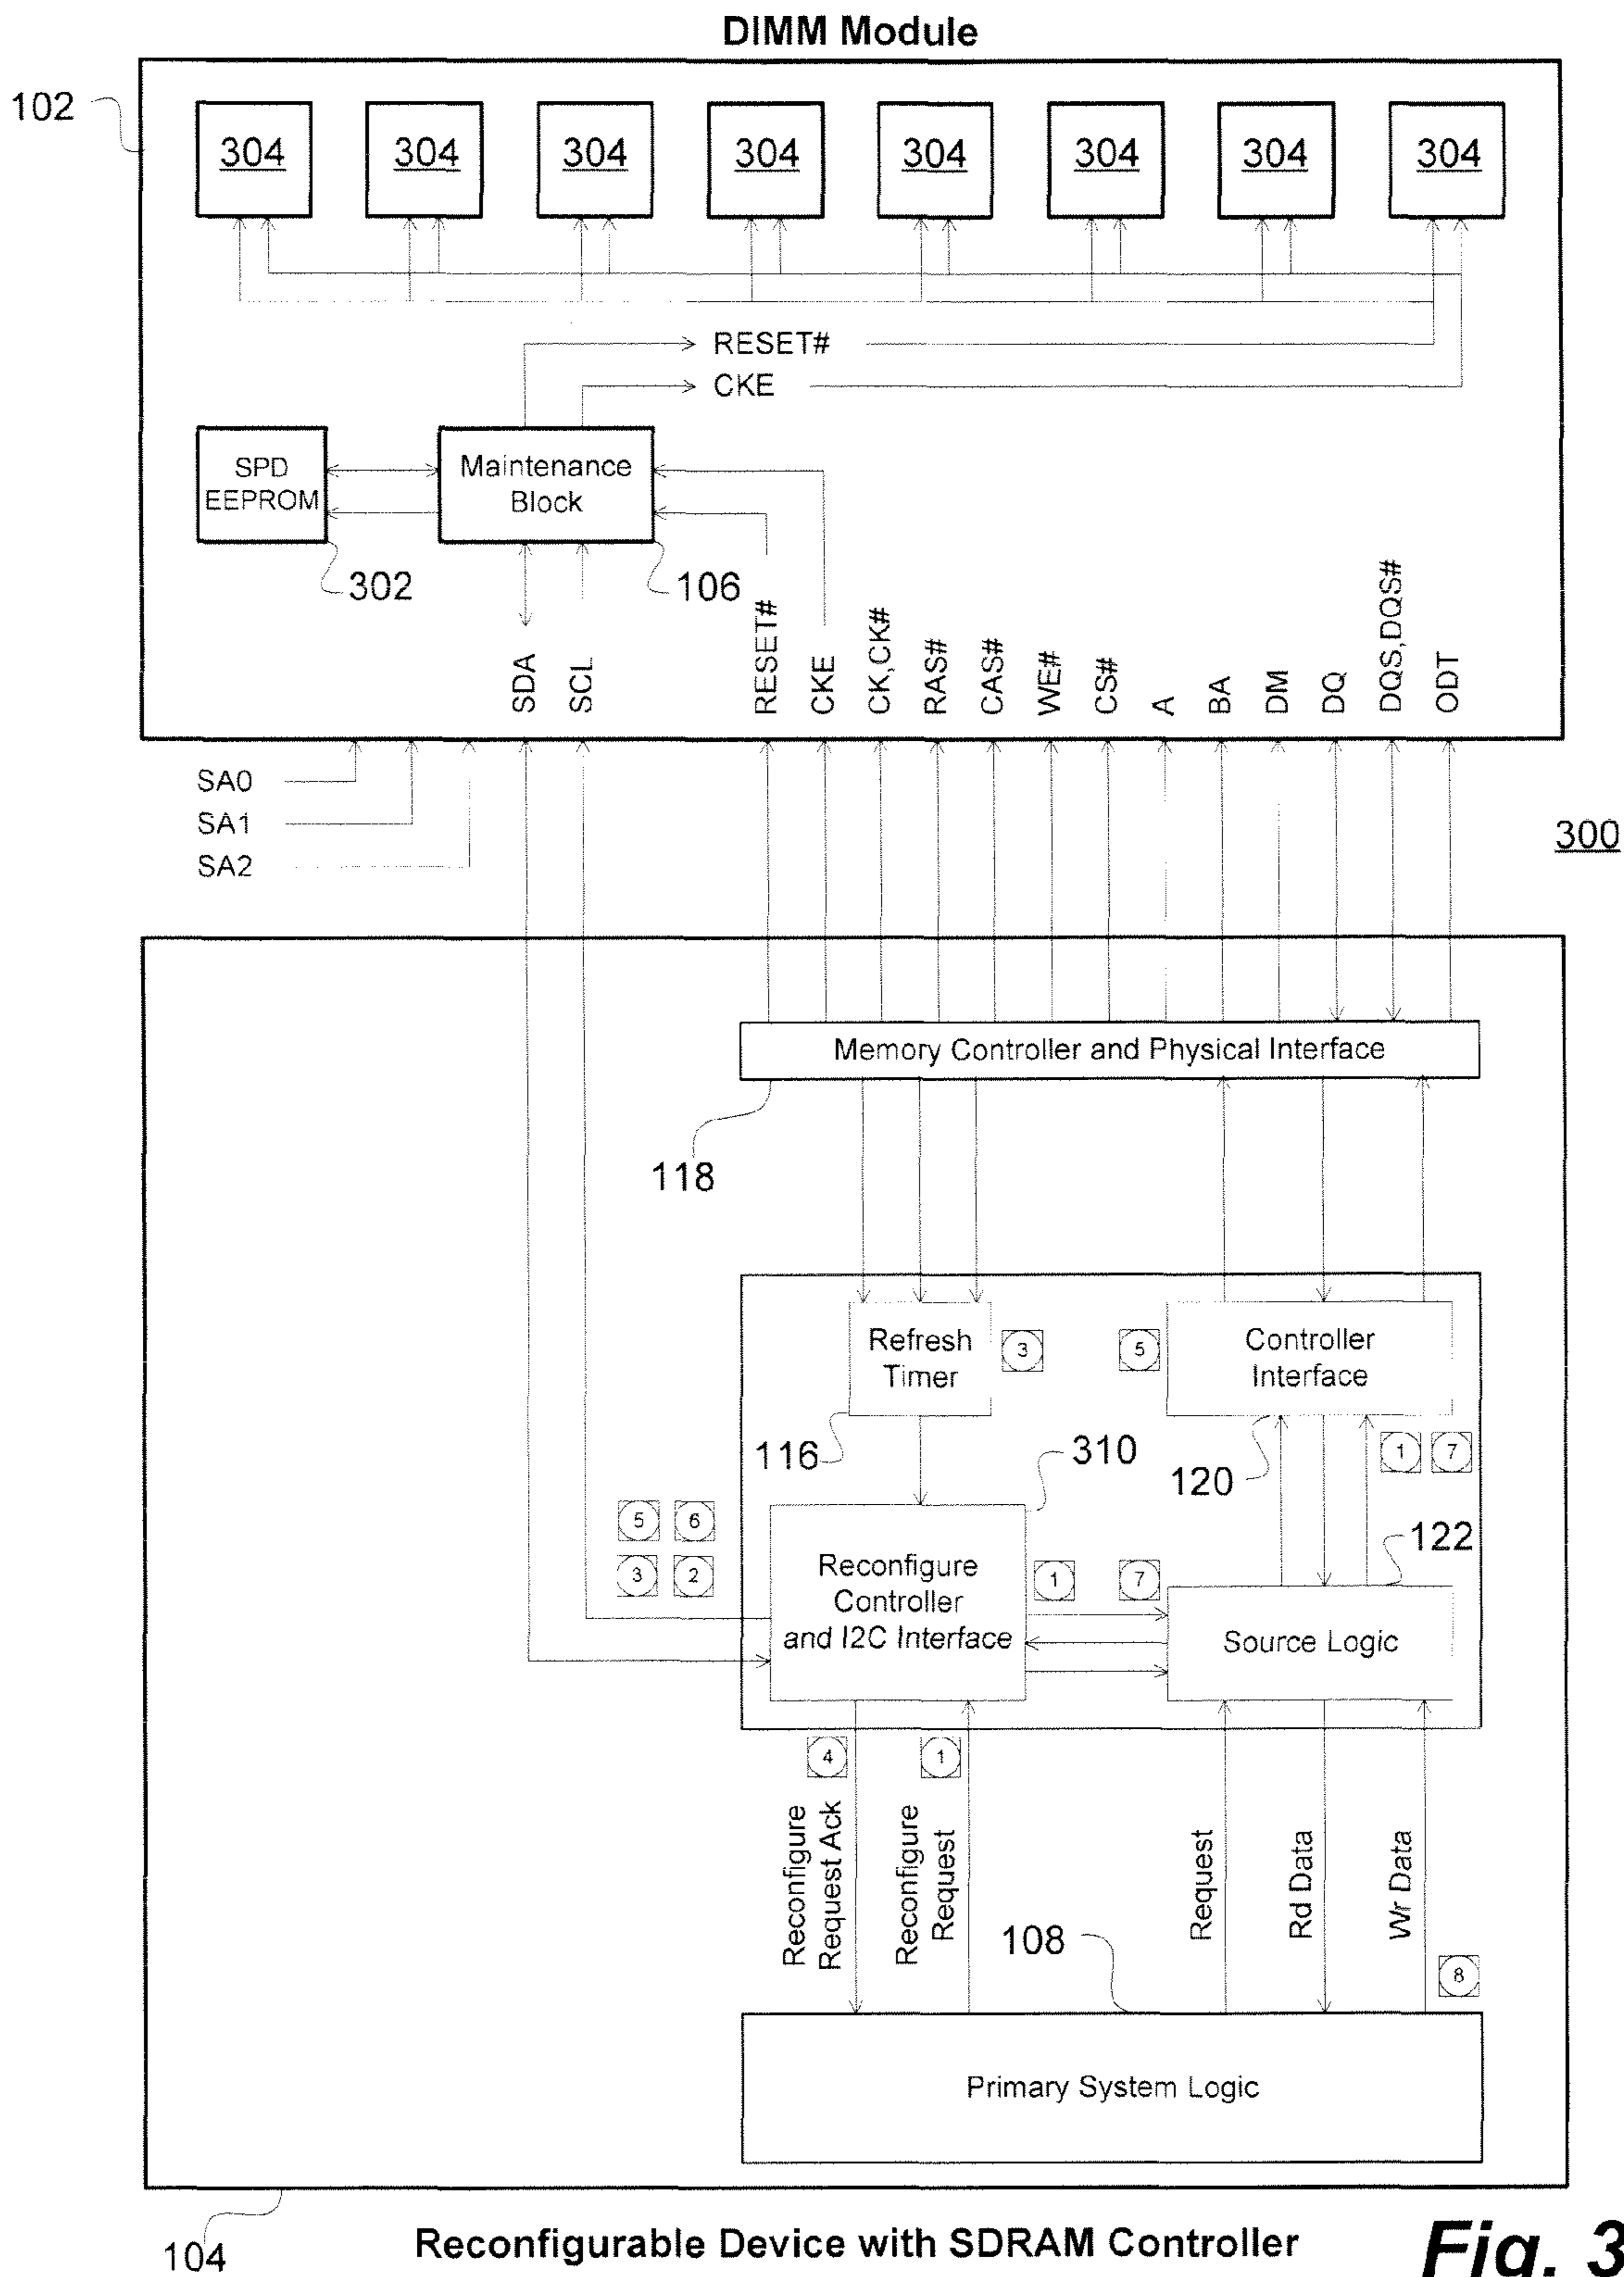 DIMM Module
102
304 304 304 304 304 304 304 304
RESET#
CKE
SPD
EEPROM
Maintenance
Block
302
106
SDA
SCL
RESET#
CKE
CK,CK#
RAS#
CAS#
WE#
CS#
A
BA
DM
DQ
DQS,DQS#
ODT
SA0
SA1
SA2
300
Memory Controller and Physical Interface
118
Refresh
Timer
3
5
Controller
Interface
116
310
120
1 7
5 6
3 2
Reconfigure
Controller
and I2C Interface
1 7
122
Source Logic
4
1
Reconfigure
Request Ack
Reconfigure
Request
Request
Rd Data
Wr Data
108
8
Primary System Logic
104
Reconfigurable Device with SDRAM Controller
Fig. 3